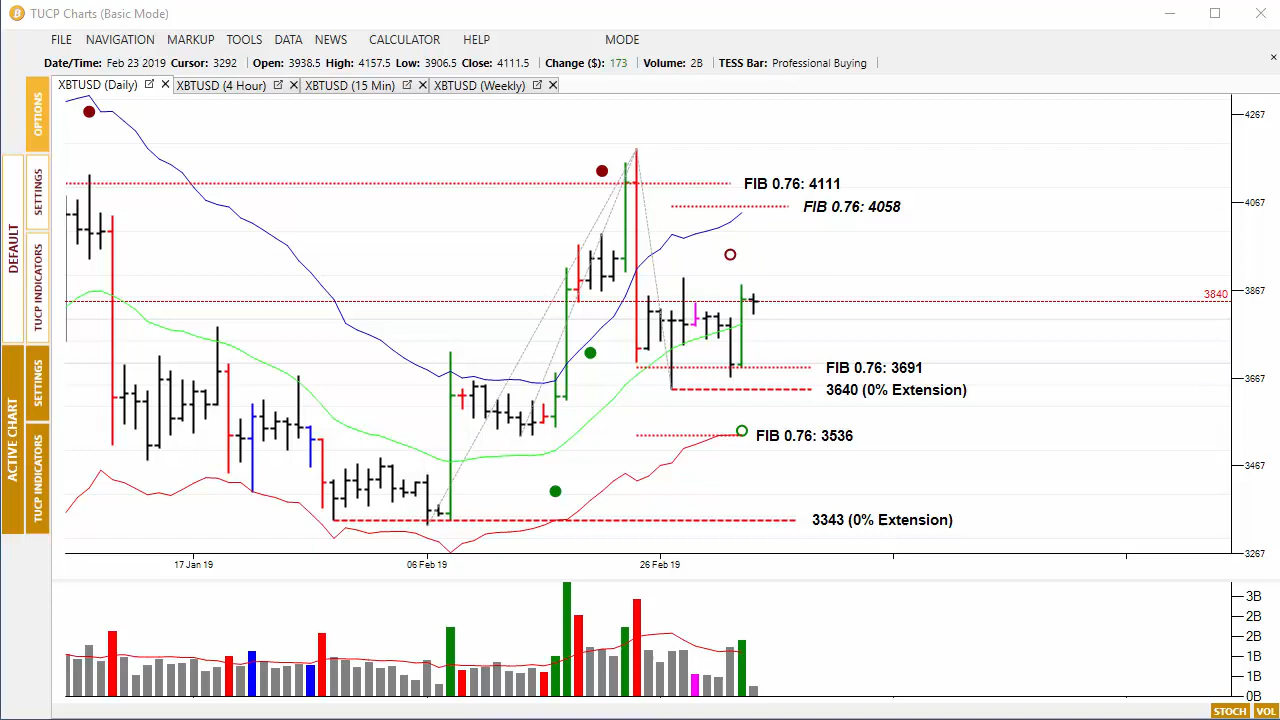 TUCP Charts (Basic Mode)
FILE NAVIGATION MARKUP TOOLS DATA NEWS CALCULATOR HELP MODE
Date/Time: Feb 23 2019 Cursor: 3292 Open: 3938.5 High: 4157.5 Low: 3906.5 Close: 4111.5 Change ($): 173 Volume: 2B TESS Bar: Professional Buying
XBTUSD (Daily) XBTUSD (4 Hour) XBTUSD (15 Min) XBTUSD (Weekly)
OPTIONS
DEFAULT
SETTINGS
TUCP INDICATORS
ACTIVE CHART
SETTINGS
TUCP INDICATORS
4267
FIB 0.76: 4111
4067
FIB 0.76: 4058
3867
3840
FIB 0.76: 3691
3667
3640 (0% Extension)
FIB 0.76: 3536
3467
3343 (0% Extension)
3267
17 Jan 19 06 Feb 19 26 Feb 19
3B
2B
2B
1B
1B
0B
STOCH VOL